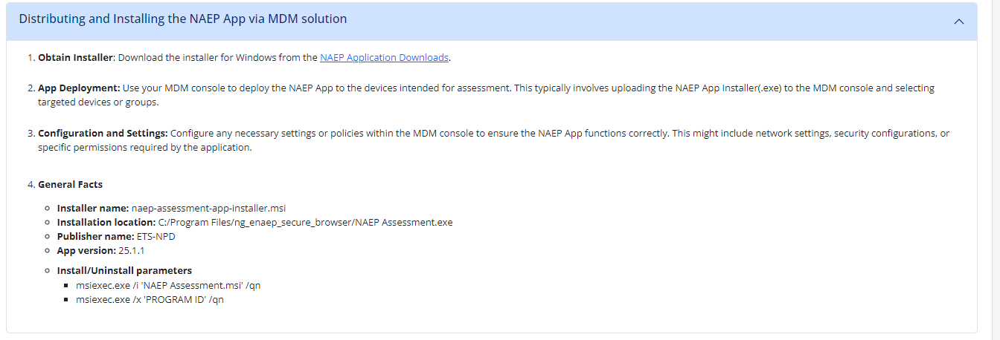 Distributing and Installing the NAEP App via MDM solution
1. Obtain Installer: Download the installer for Windows from the NAEP Application Downloads.
2. App Deployment: Use your MDM console to deploy the NAEP App to the devices intended for assessment. This typically involves uploading the NAEP App Installer(.exe) to the MDM console and selecting
targeted devices or groups.
3. Configuration and Settings: Configure any necessary settings or policies within the MDM console to ensure the NAEP App functions correctly. This might include network settings, security configurations, or
specific permissions required by the application.
4. General Facts
Installer name: naep-assessment-app-installer.msi
Installation location: C:/Program Files/ng_enaep_secure_browser/NAEP Assessment.exe
Publisher name: ETS-NPD
App version: 25.1.1
Install/Uninstall parameters
msiexec.exe /i 'NAEP Assessment.msi' /qn
msiexec.exe /x 'PROGRAM ID' /qn